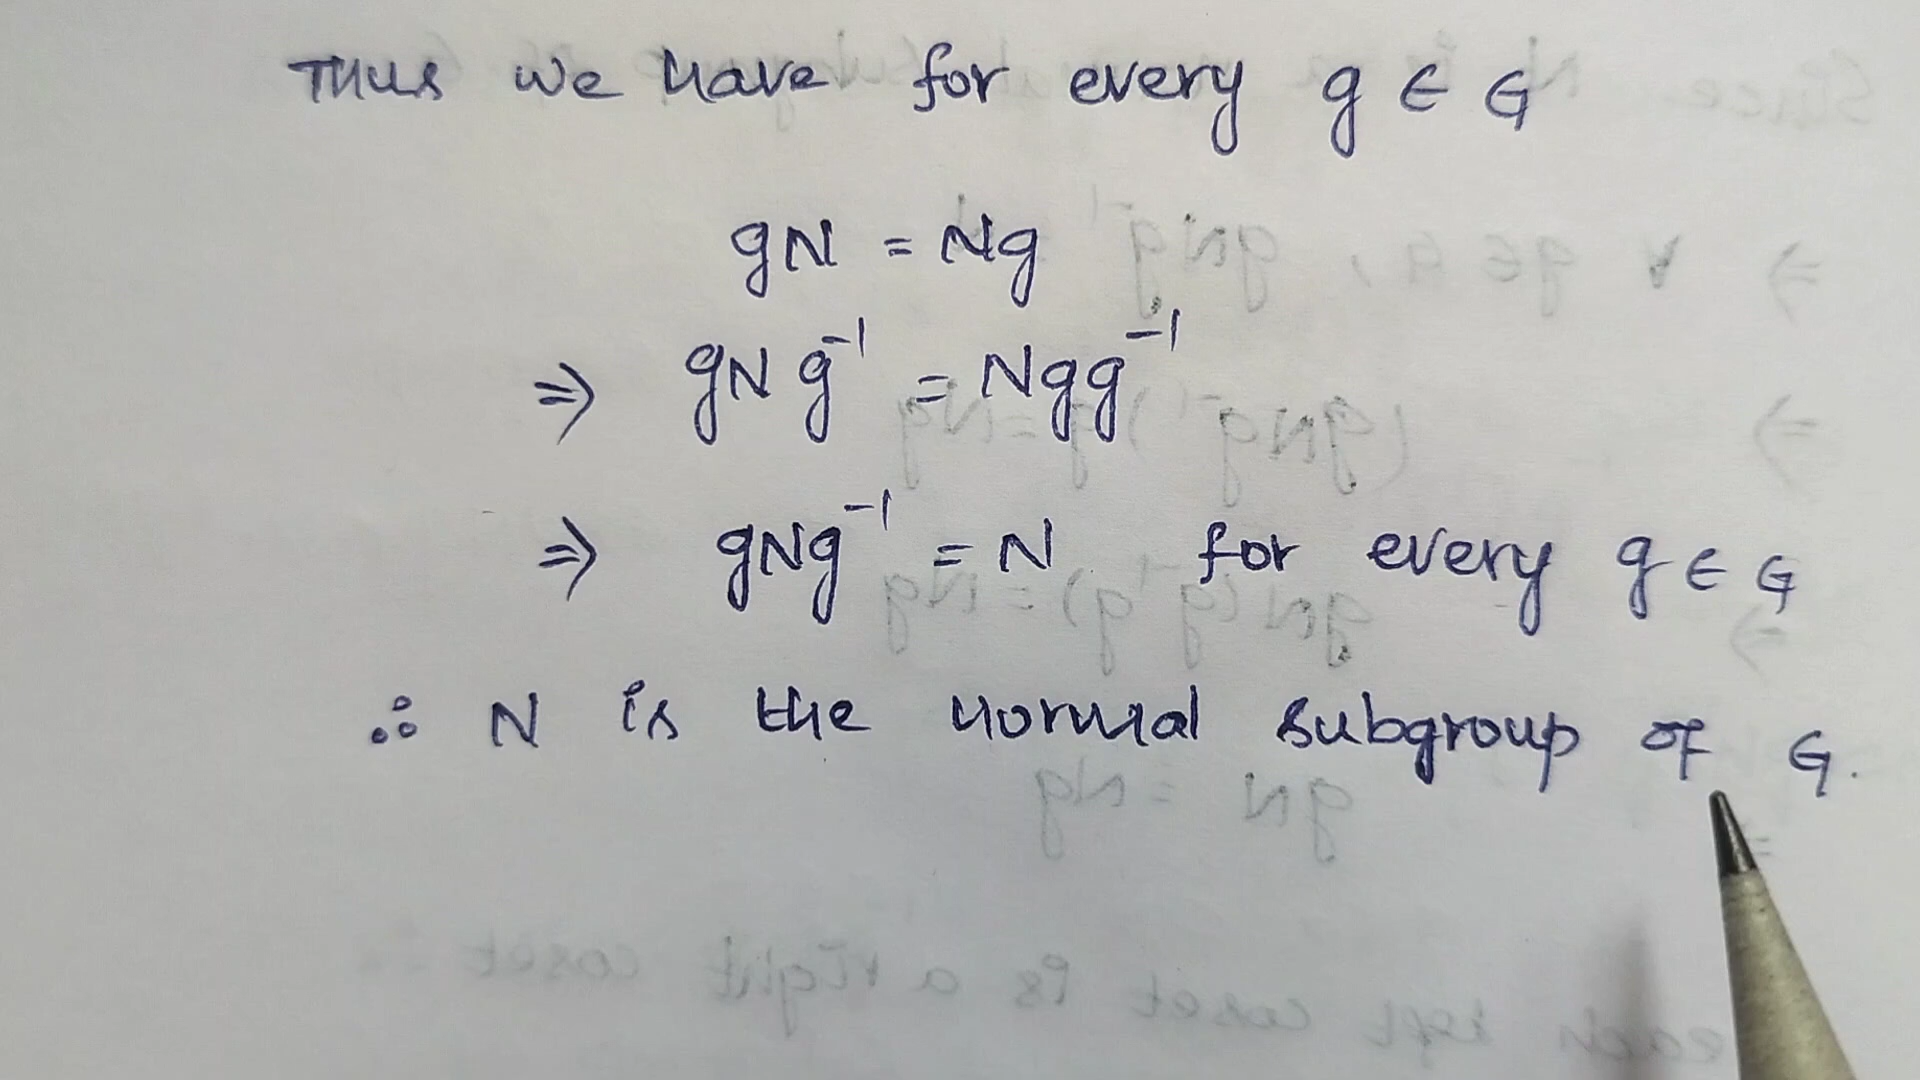 Thus we have for every g ∈ G
gN = Ng
⇒ gNg⁻¹ = Ngg⁻¹
⇒ gNg⁻¹ = N for every g ∈ G
∴ N is the normal subgroup of G.